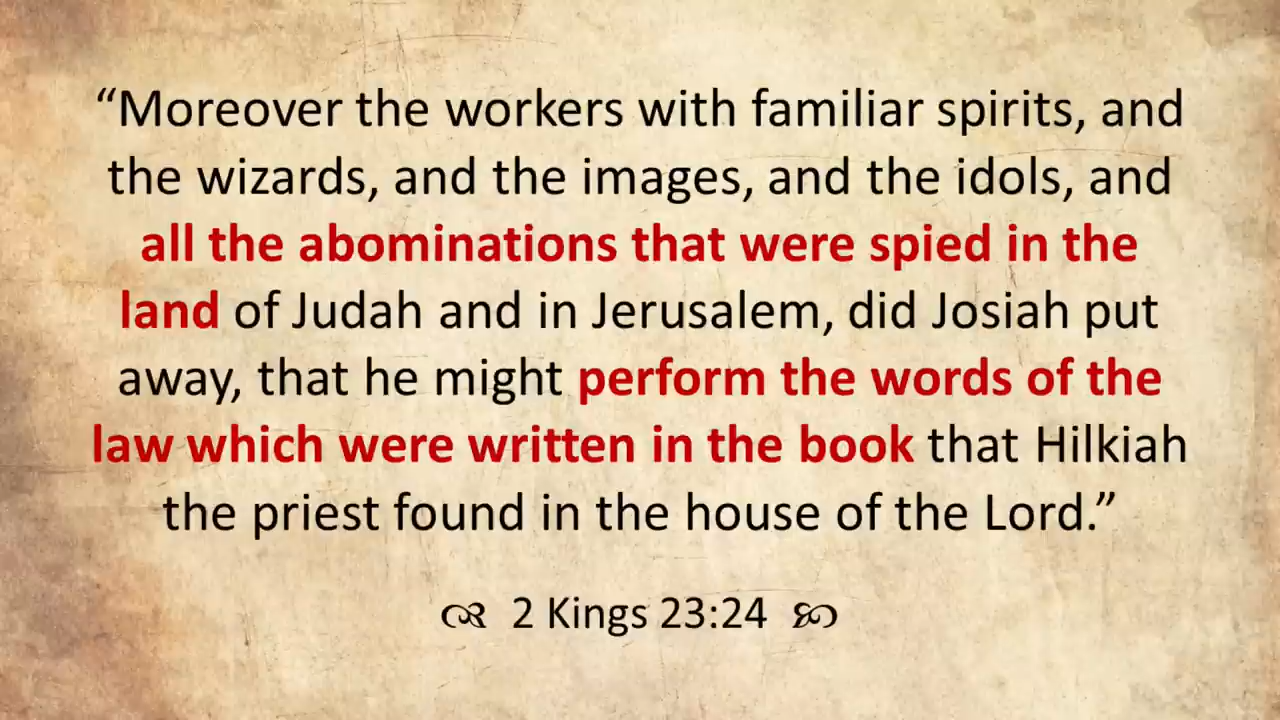 “Moreover the workers with familiar spirits, and
the wizards, and the images, and the idols, and
all the abominations that were spied in the
land of Judah and in Jerusalem, did Josiah put
away, that he might perform the words of the
law which were written in the book that Hilkiah
the priest found in the house of the Lord.”
2 Kings 23:24